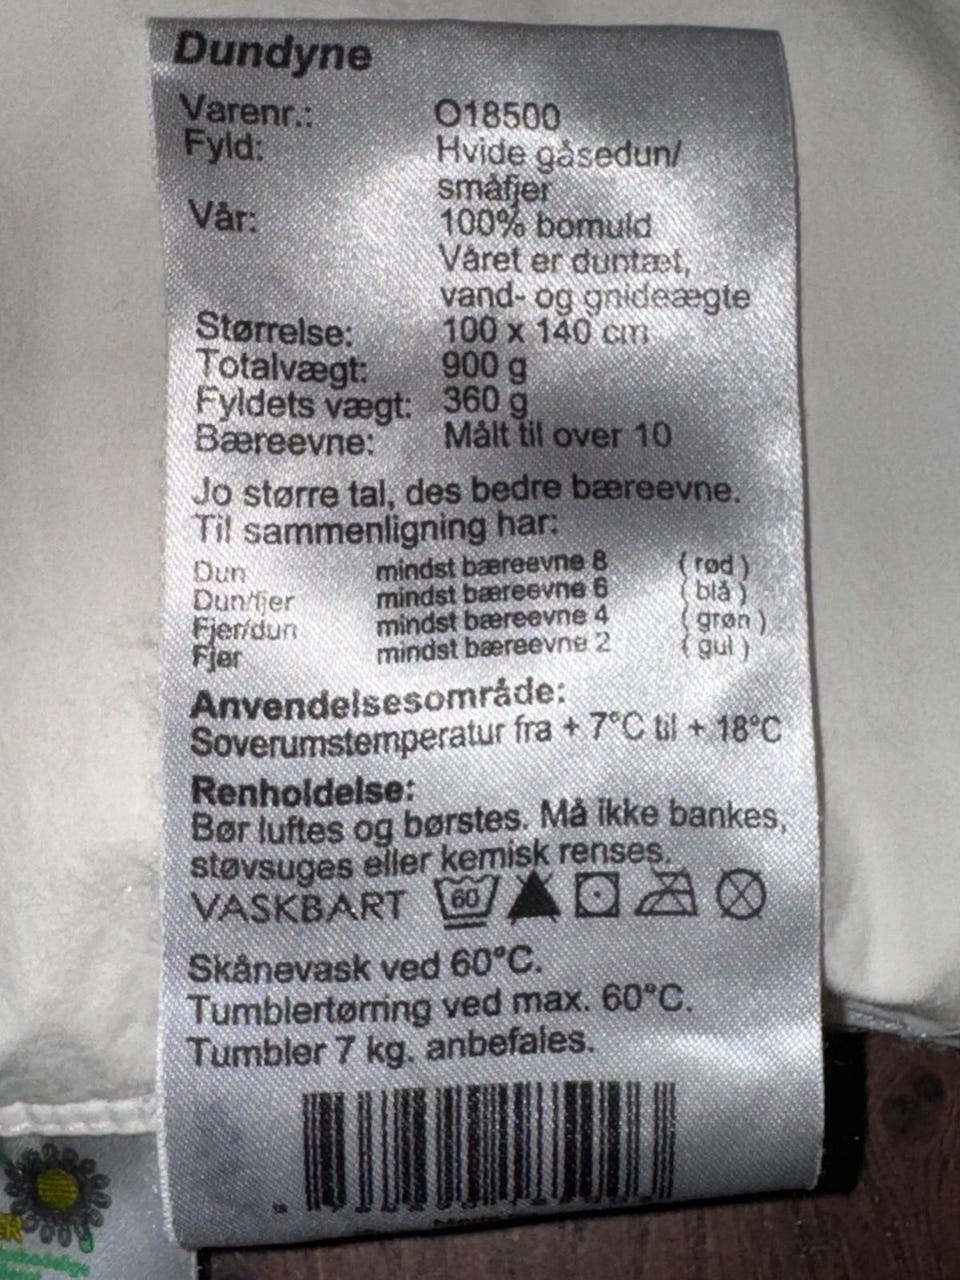 Dundyne
Varenr.: O18500
Fyld: Hvide gåsedun/
småfjer
Vår: 100% bomuld
Våret er duntæt,
vand- og gnideægte
Størrelse: 100 x 140 cm
Totalvægt: 900 g
Fyldets vægt: 360 g
Bæreevne: Målt til over 10
Jo større tal, des bedre bæreevne.
Til sammenligning har:
Dun mindst bæreevne 8 (rød)
Dun/fjer mindst bæreevne 6 (blå)
Fjer/dun mindst bæreevne 4 (grøn)
Fjer mindst bæreevne 2 (gul)
Anvendelsesområde:
Soverumstemperatur fra + 7°C til + 18°C
Renholdelse:
Bør luftes og børstes. Må ikke bankes,
støvsuges eller kemisk renses.
VASKBART 60
Skånevask ved 60°C.
Tumblertørring ved max. 60°C.
Tumbler 7 kg. anbefales.